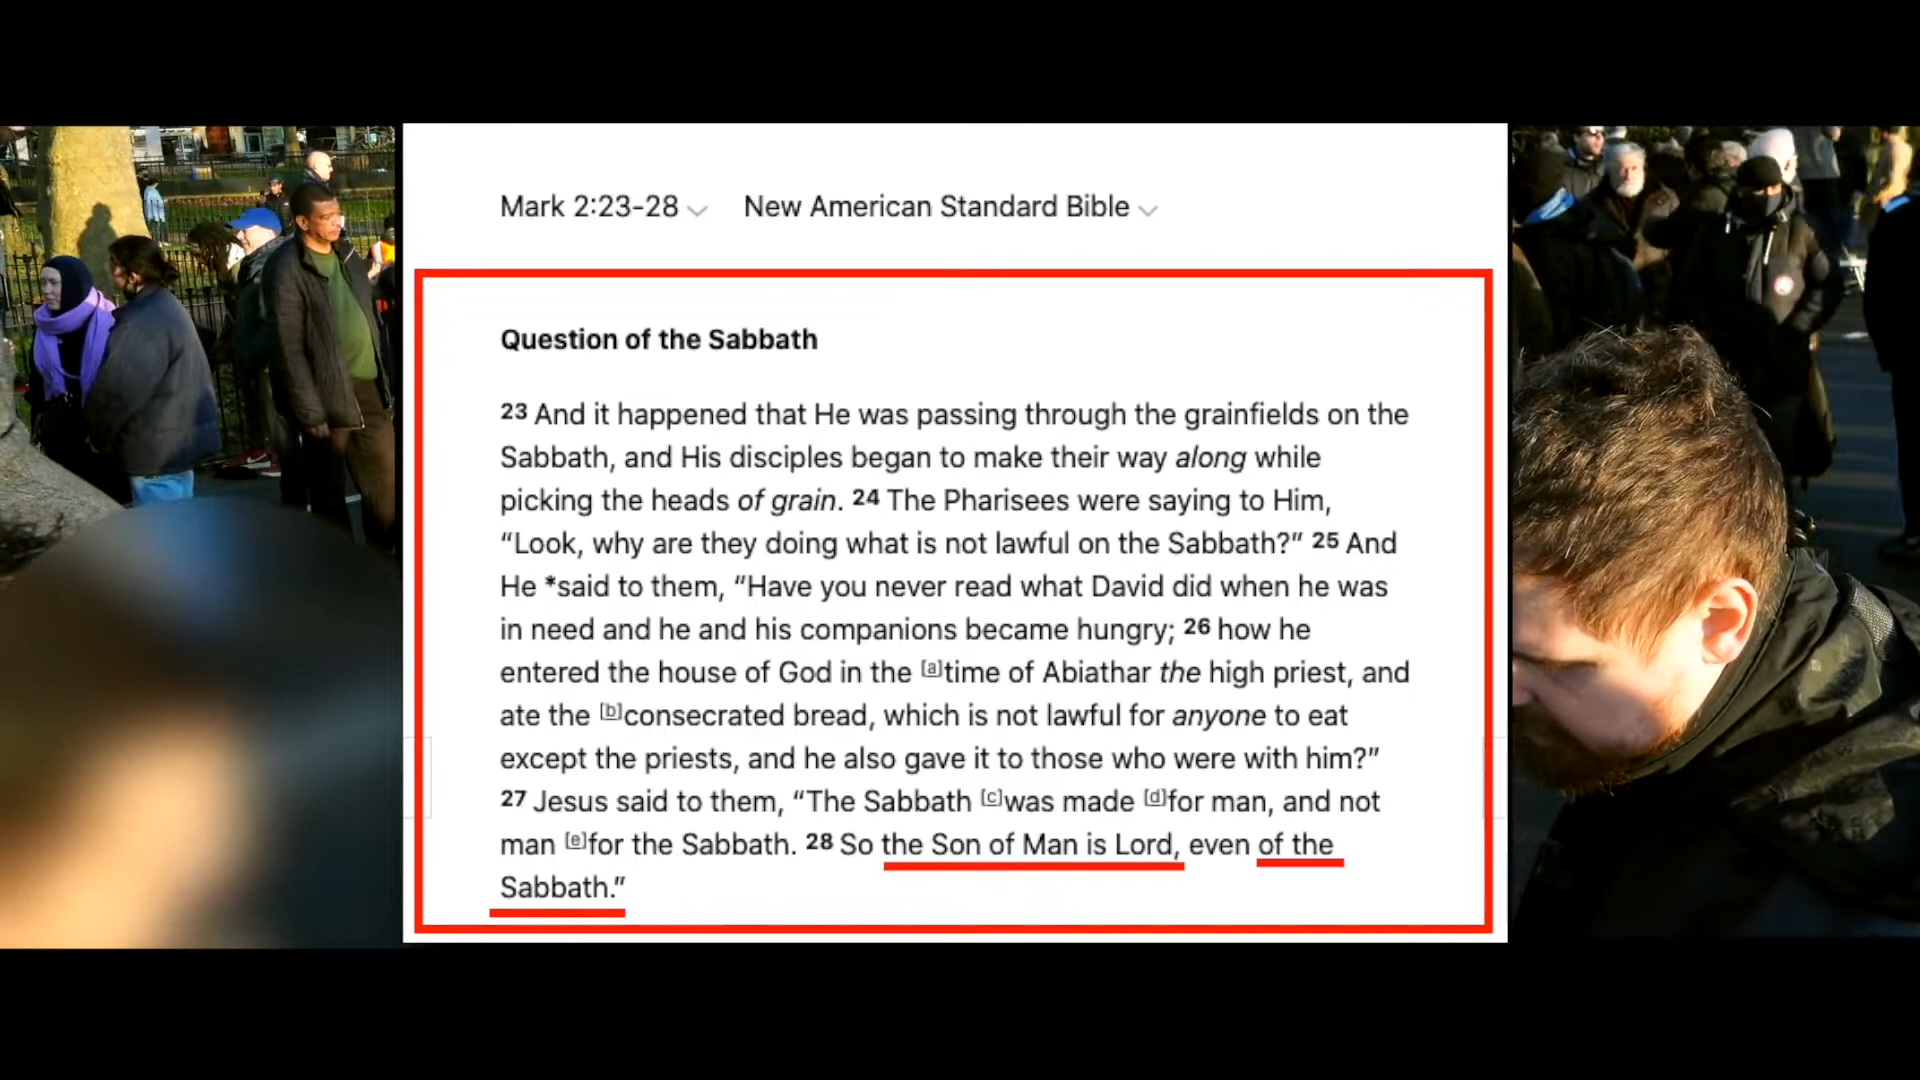 Mark 2:23-28 New American Standard Bible
Question of the Sabbath
23 And it happened that He was passing through the grainfields on the
Sabbath, and His disciples began to make their way along while
picking the heads of grain. 24 The Pharisees were saying to Him,
“Look, why are they doing what is not lawful on the Sabbath?” 25 And
He *said to them, “Have you never read what David did when he was
in need and he and his companions became hungry; 26 how he
entered the house of God in the [a]time of Abiathar the high priest, and
ate the [b]consecrated bread, which is not lawful for anyone to eat
except the priests, and he also gave it to those who were with him?”
27 Jesus said to them, “The Sabbath [c]was made [d]for man, and not
man [e]for the Sabbath. 28 So the Son of Man is Lord, even of the
Sabbath.”